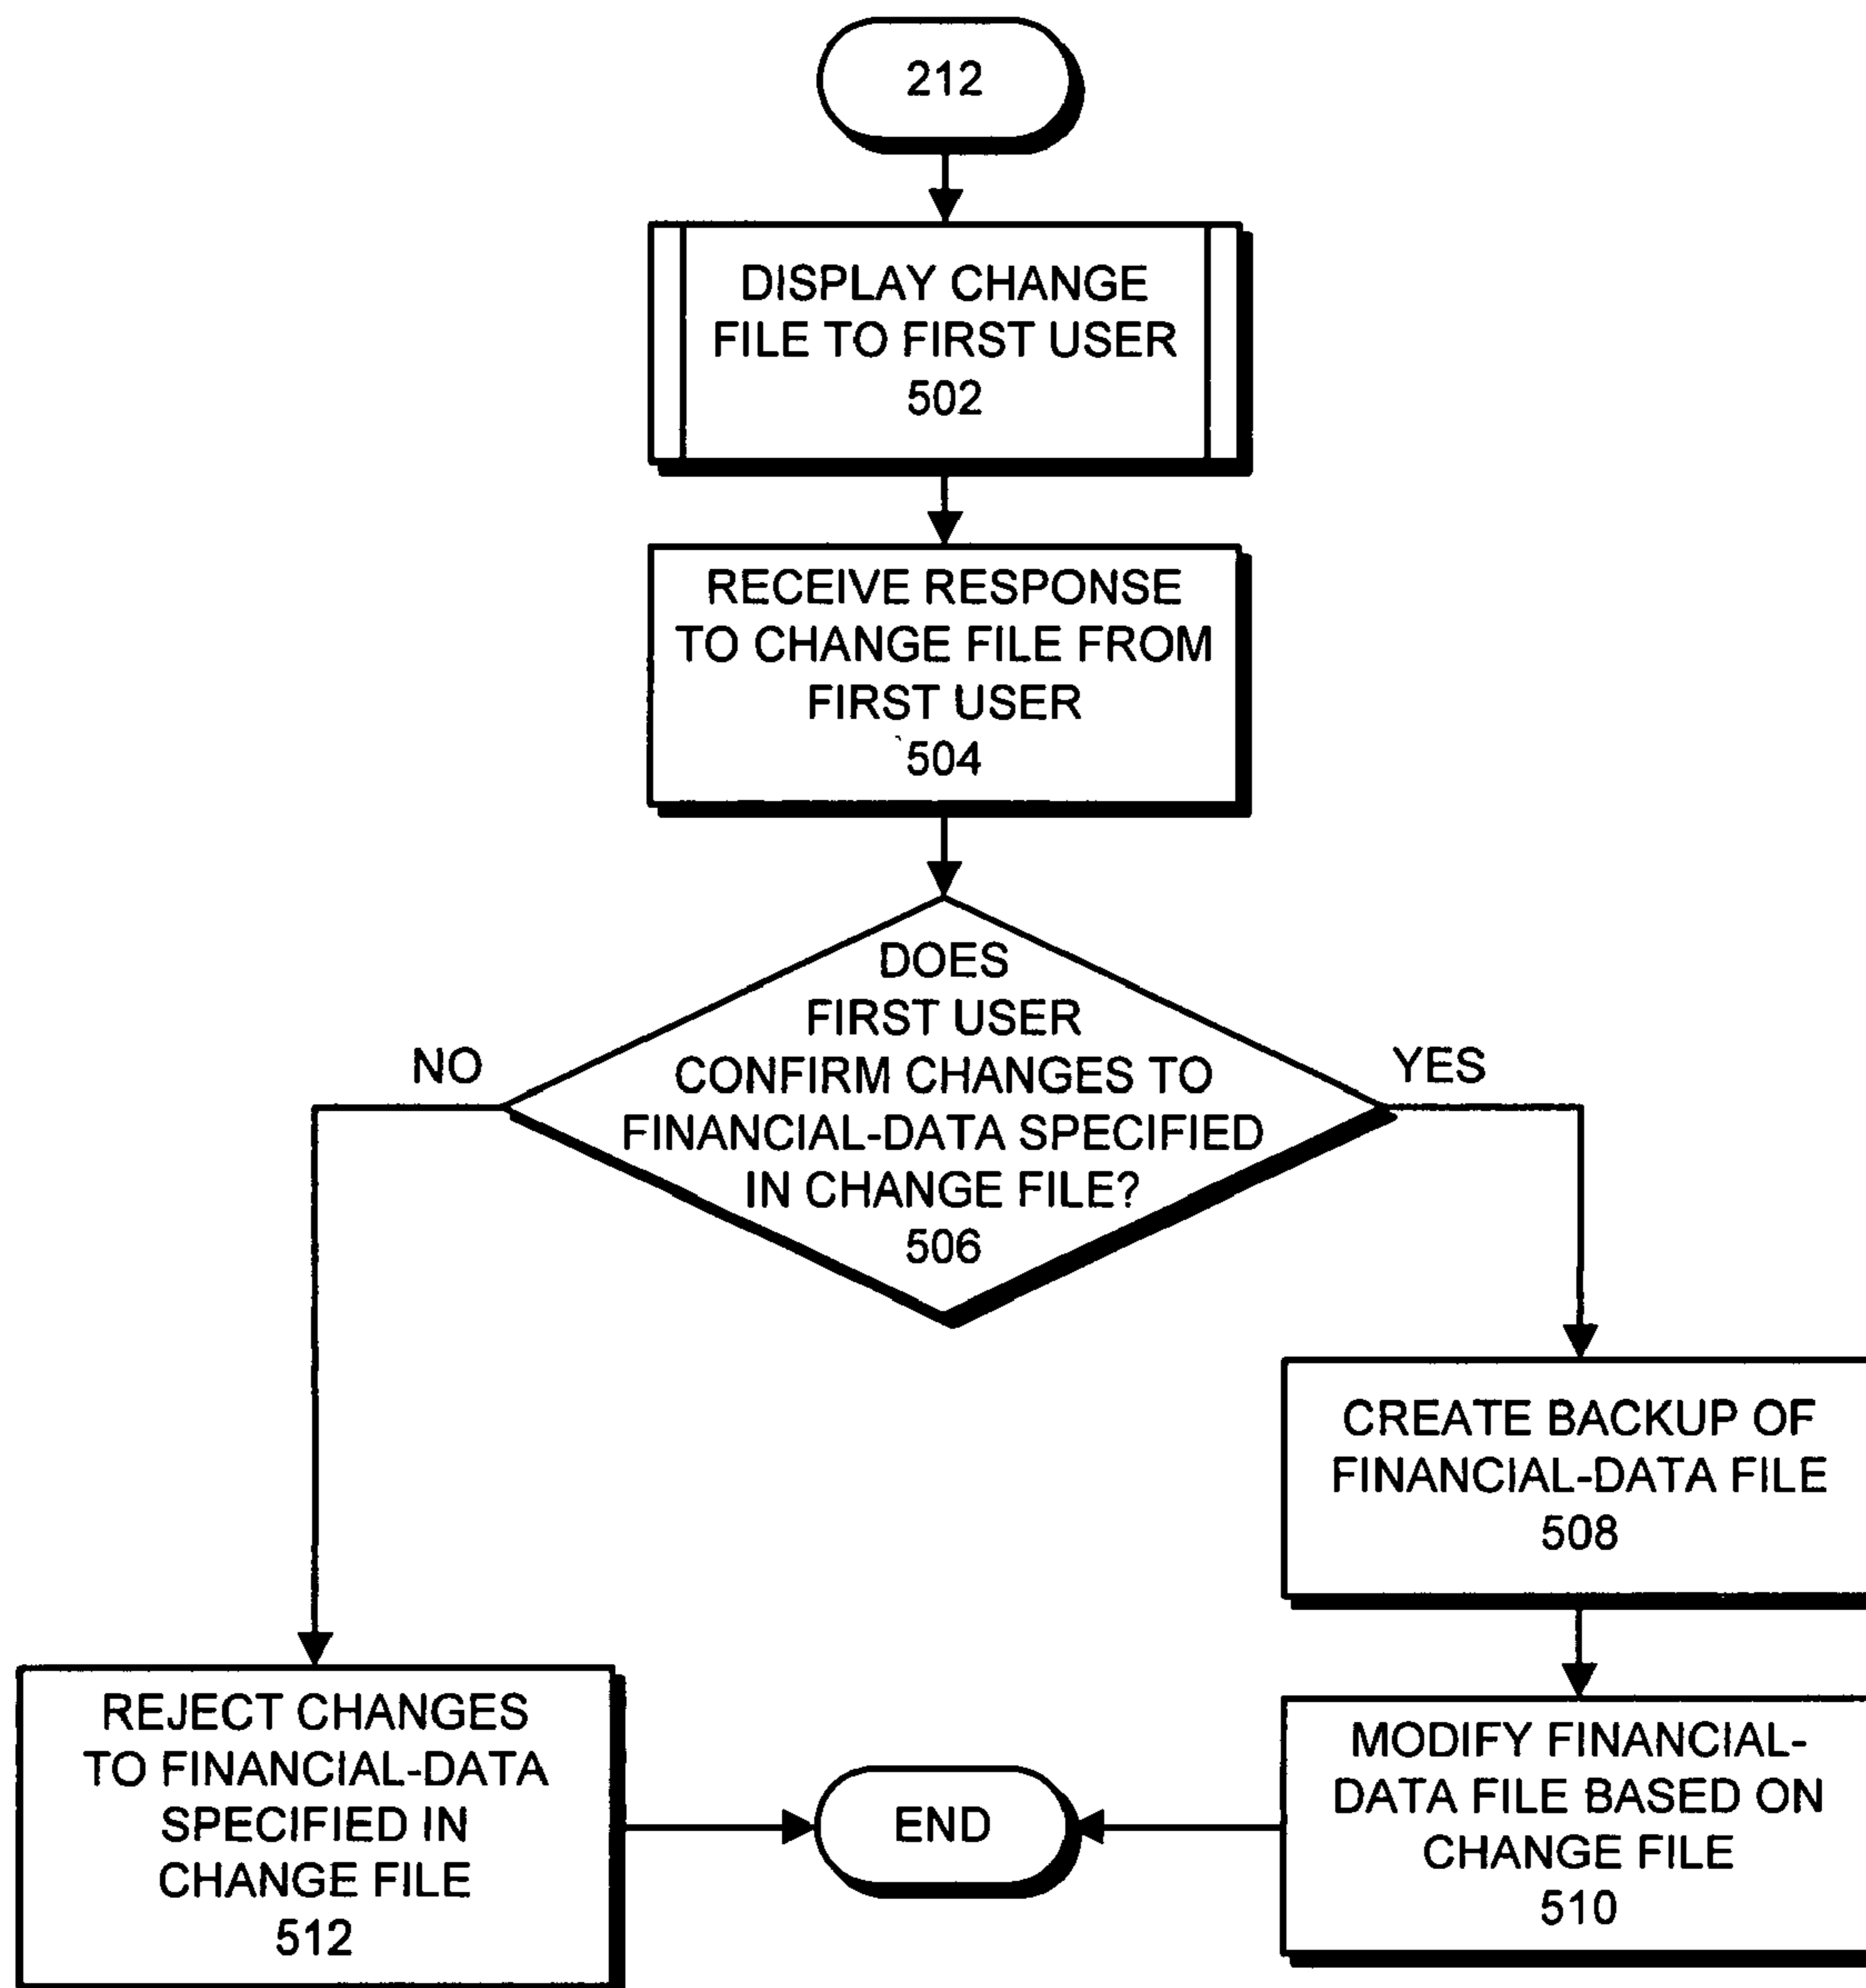 212
DISPLAY CHANGE
FILE TO FIRST USER
502
RECEIVE RESPONSE
TO CHANGE FILE FROM
FIRST USER
504
DOES
FIRST USER
CONFIRM CHANGES TO
FINANCIAL-DATA SPECIFIED
IN CHANGE FILE?
506
NO
YES
CREATE BACKUP OF
FINANCIAL-DATA FILE
508
REJECT CHANGES
TO FINANCIAL-DATA
SPECIFIED IN
CHANGE FILE
512
END
MODIFY FINANCIAL-
DATA FILE BASED ON
CHANGE FILE
510